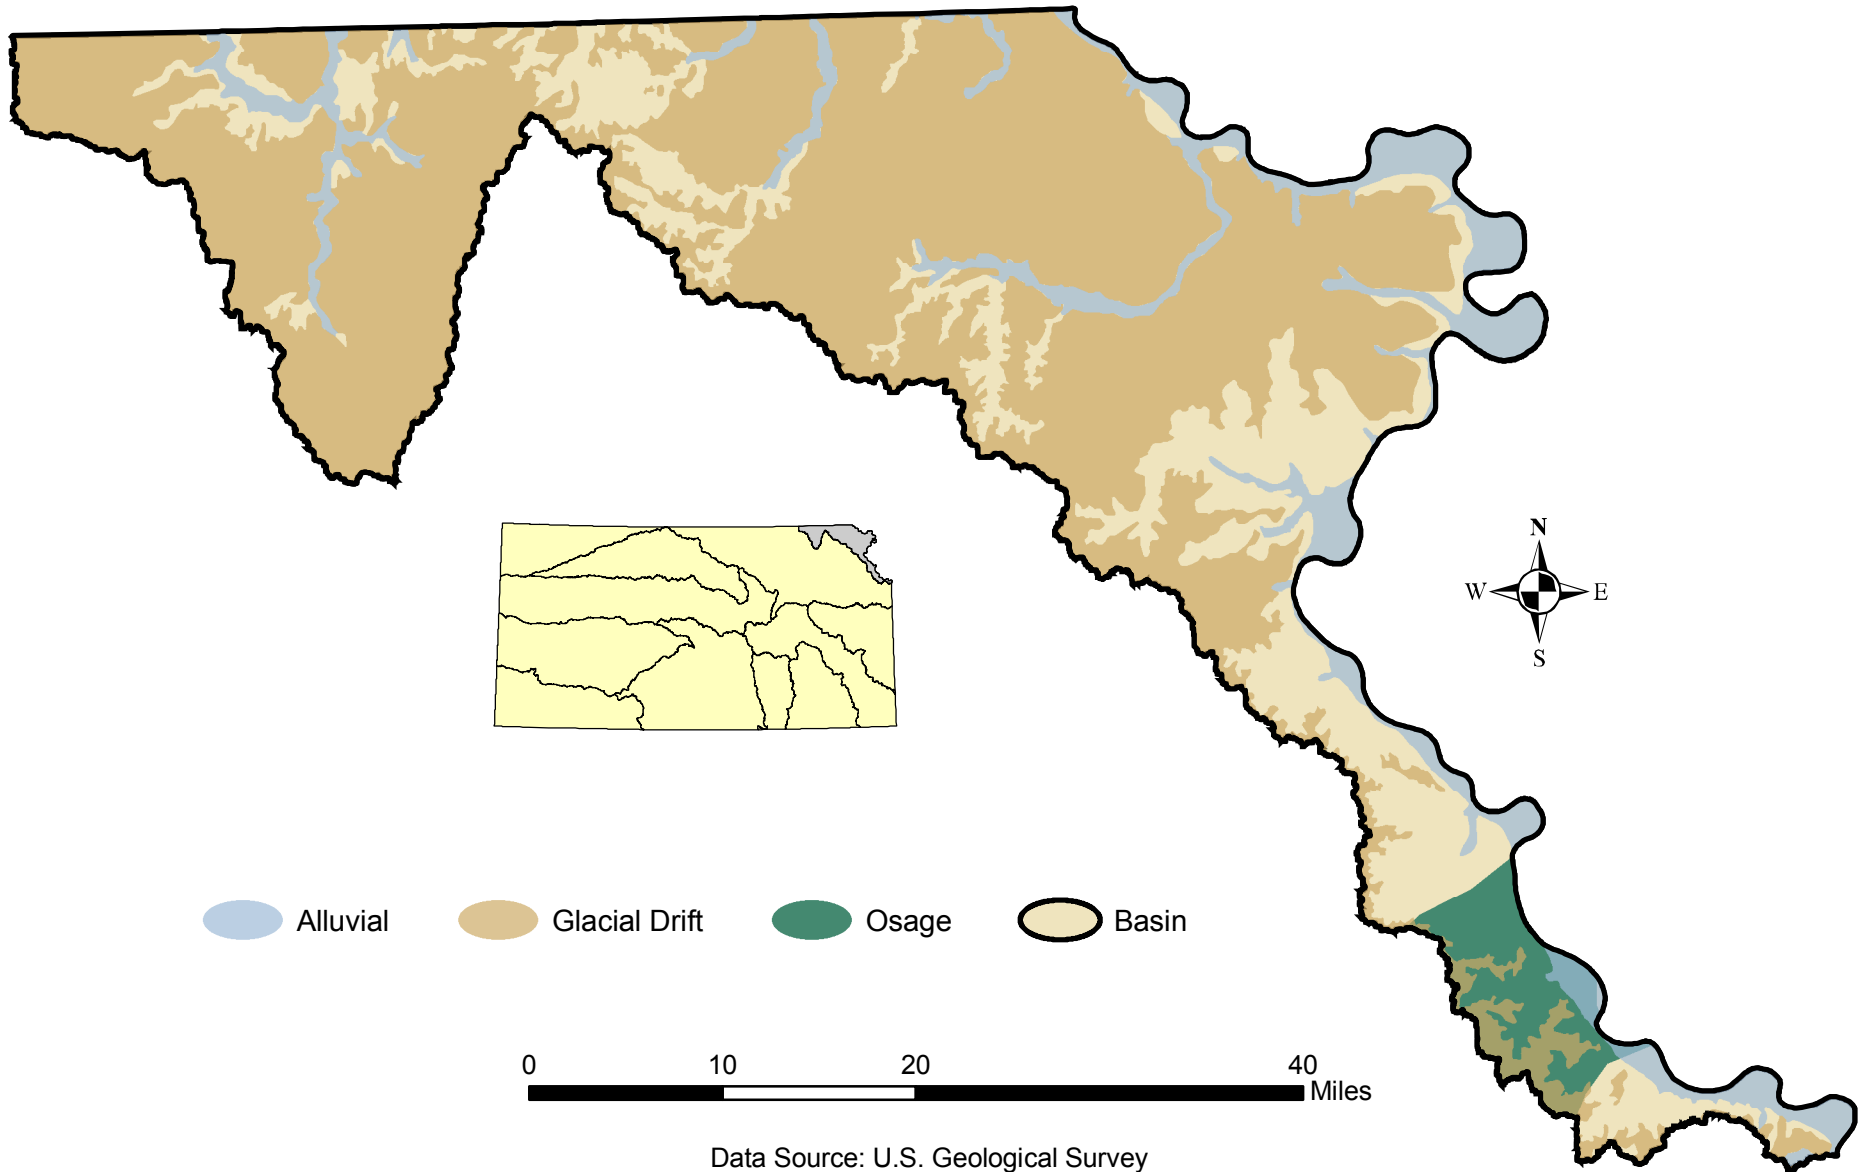 N
W E
S
Alluvial Glacial Drift Osage Basin
0 10 20 40
Miles
Data Source: U.S. Geological Survey